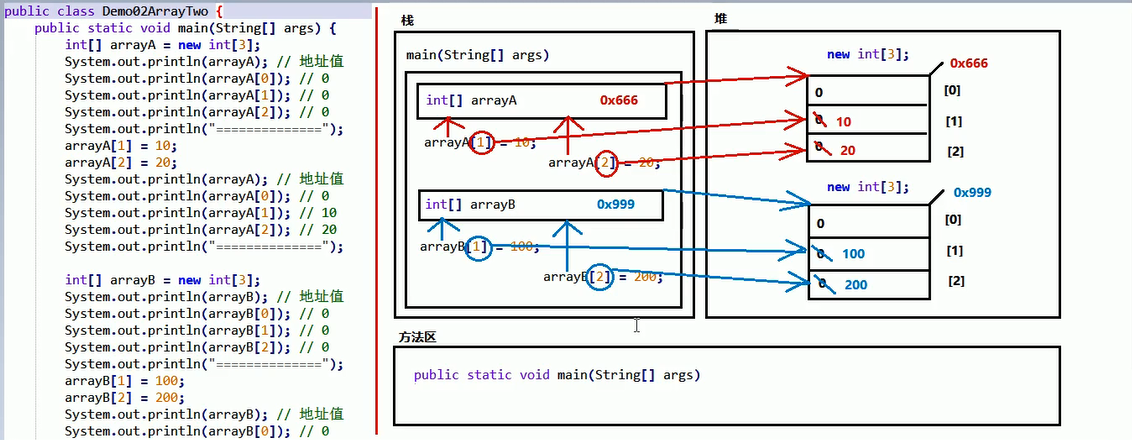 public class Demo02ArrayTwo {
public static void main(String[] args) {
int[] arrayA = new int[3];
System.out.println(arrayA); // 地址值
System.out.println(arrayA[0]); // 0
System.out.println(arrayA[1]); // 0
System.out.println(arrayA[2]); // 0
System.out.println("==============");
arrayA[1] = 10;
arrayA[2] = 20;
System.out.println(arrayA); // 地址值
System.out.println(arrayA[0]); // 0
System.out.println(arrayA[1]); // 10
System.out.println(arrayA[2]); // 20
System.out.println("==============");
int[] arrayB = new int[3];
System.out.println(arrayB); // 地址值
System.out.println(arrayB[0]); // 0
System.out.println(arrayB[1]); // 0
System.out.println(arrayB[2]); // 0
System.out.println("==============");
arrayB[1] = 100;
arrayB[2] = 200;
System.out.println(arrayB); // 地址值
System.out.println(arrayB[0]); // 0
栈
main(String[] args)
int[] arrayA 0x666
arrayA[1] = 10;
arrayA[2] = 20;
int[] arrayB 0x999
arrayB[1] = 100;
arrayB[2] = 200;
堆
new int[3];
0x666
0 [0]
0 10 [1]
0 20 [2]
new int[3];
0x999
0 [0]
0 100 [1]
0 200 [2]
方法区
public static void main(String[] args)